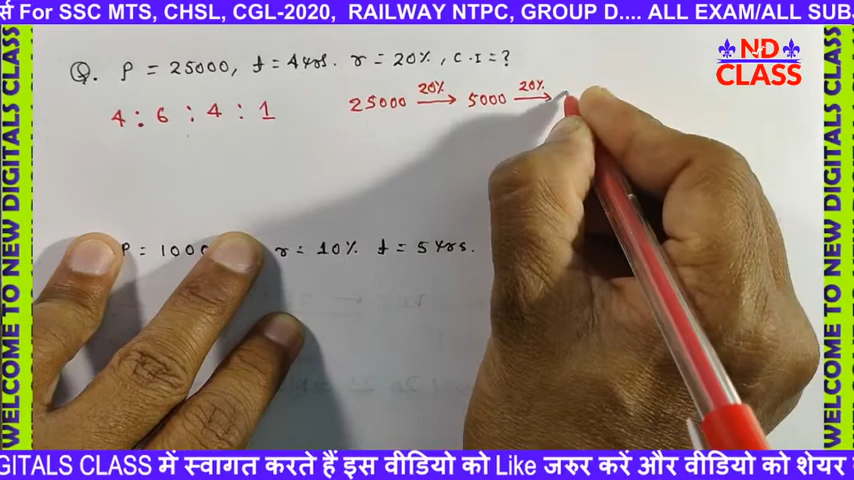 र्स For SSC MTS, CHSL, CGL-2020, RAILWAY NTPC, GROUP D.... ALL EXAM/ALL SUB
WELCOME TO NEW DIGITALS CLASS
ND
CLASS
Q. P = 25000, t = 4 yrs. r = 20%, C.I = ?
4 : 6 : 4 : 1 25000 20%→ 5000 20%→
P = 1000 r = 10% t = 5 yrs.
WELCOME TO NEW DIGITALS CLASS
GITALS CLASS में स्वागत करते हैं इस वीडियो को Like जरुर करें और वीडियो को शेयर